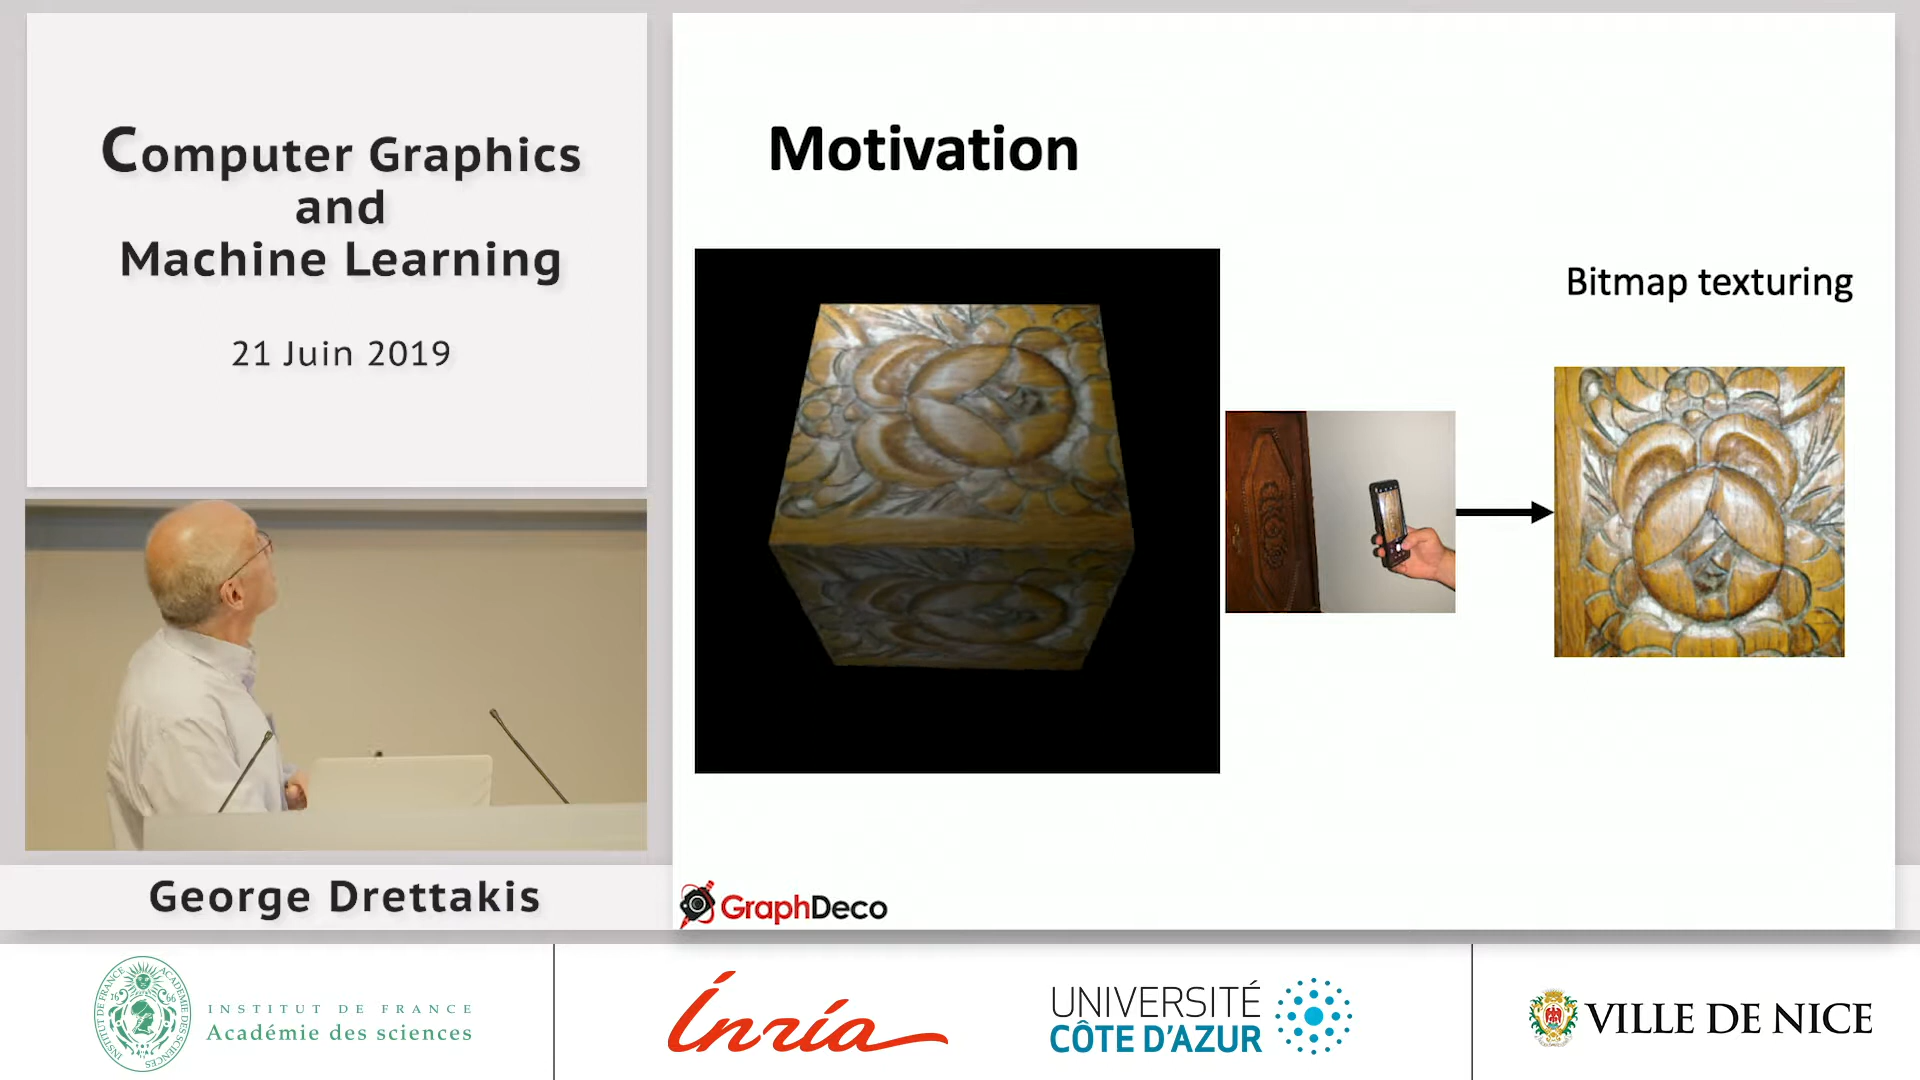 Computer Graphics
and
Machine Learning
21 Juin 2019
George Drettakis
Motivation
Bitmap texturing
GraphDeco
INSTITUT DE FRANCE
Académie des sciences
Inria
UNIVERSITÉ
CÔTE D'AZUR
VILLE DE NICE